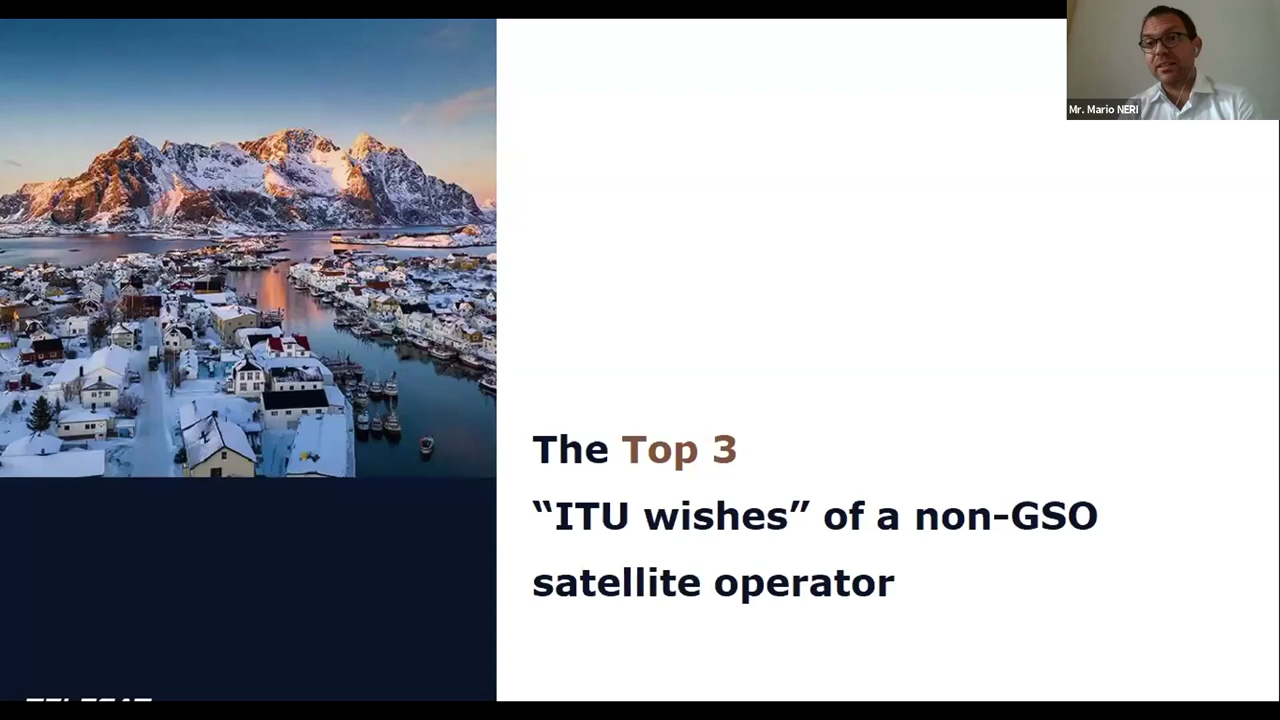 Mr. Mario NERI
The Top 3
“ITU wishes” of a non-GSO
satellite operator